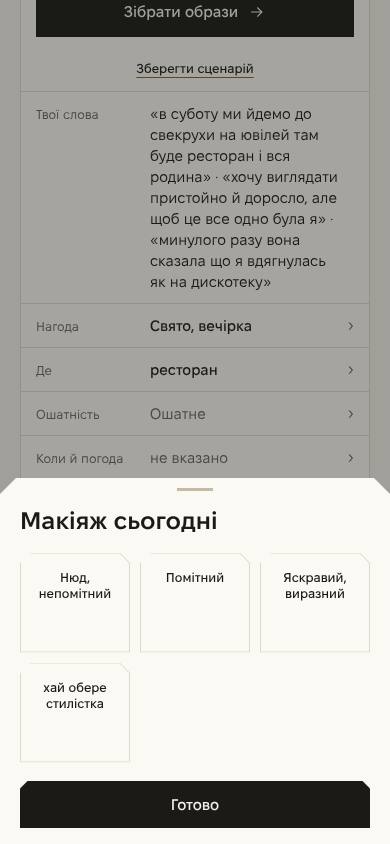 Зібрати образи →
Зберегти сценарій
Твої слова
«в суботу ми йдемо до
свекрухи на ювілей там
буде ресторан і вся
родина» · «хочу виглядати
пристойно й доросло, але
щоб це все одно була я» ·
«минулого разу вона
сказала що я вдягнулась
як на дискотеку»
Нагода Свято, вечірка
Де ресторан
Ошатність Ошатне
Коли й погода не вказано
Макіяж сьогодні
Нюд,
непомітний
Помітний
Яскравий,
виразний
хай обере
стилістка
Готово